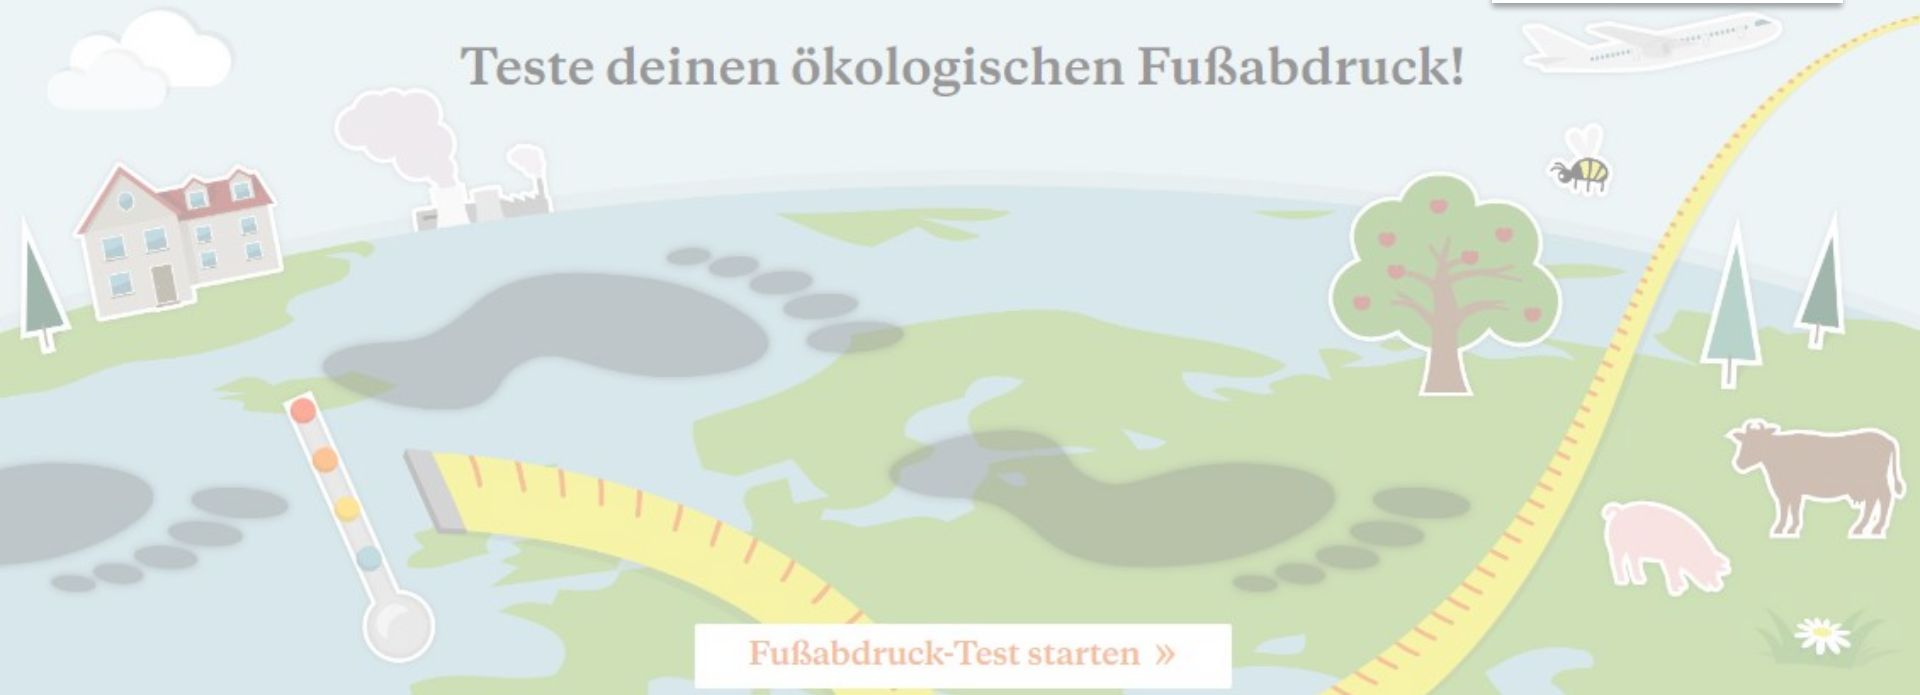 Teste deinen ökologischen Fußabdruck!
Fußabdruck-Test starten »